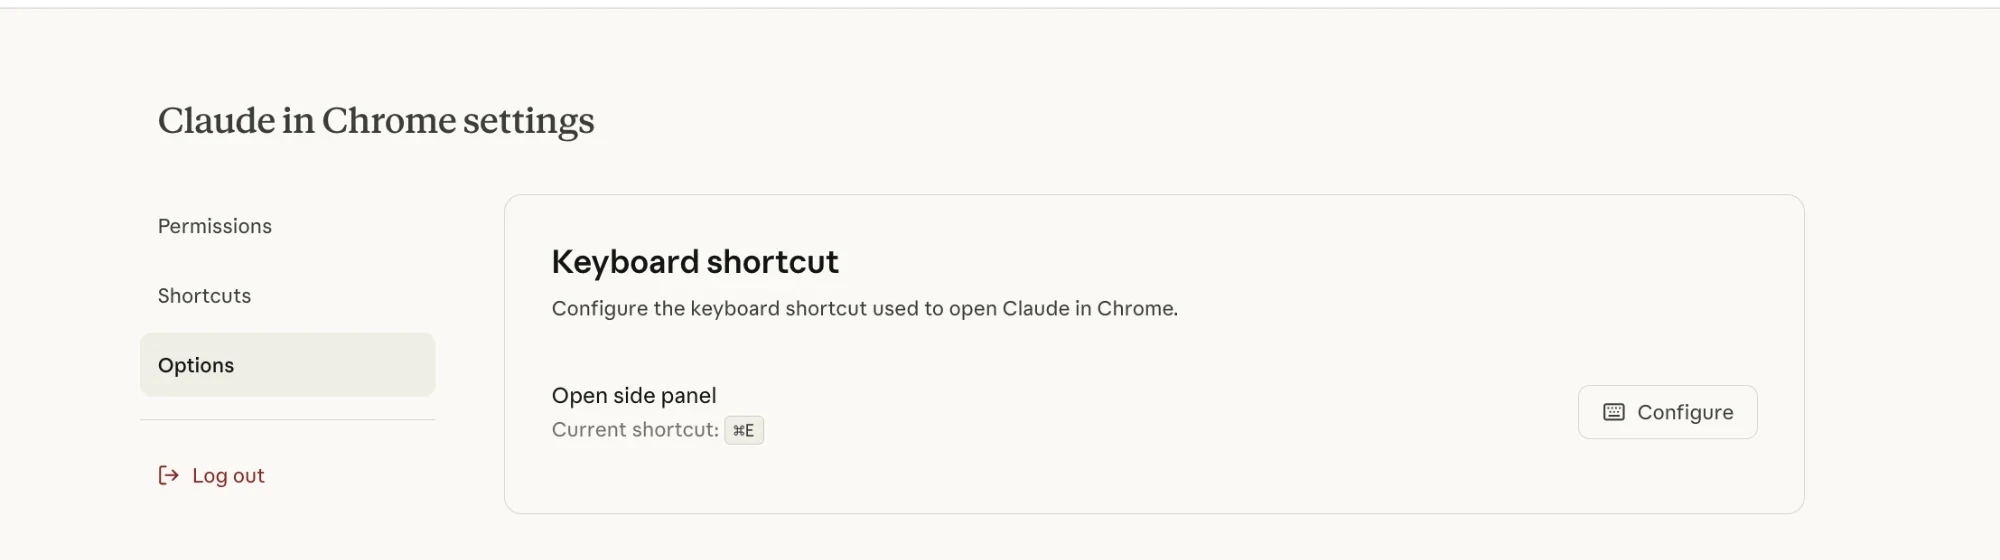 Claude in Chrome settings
Permissions
Shortcuts
Options
Log out
Keyboard shortcut
Configure the keyboard shortcut used to open Claude in Chrome.
Open side panel
Current shortcut: ⌘E
Configure